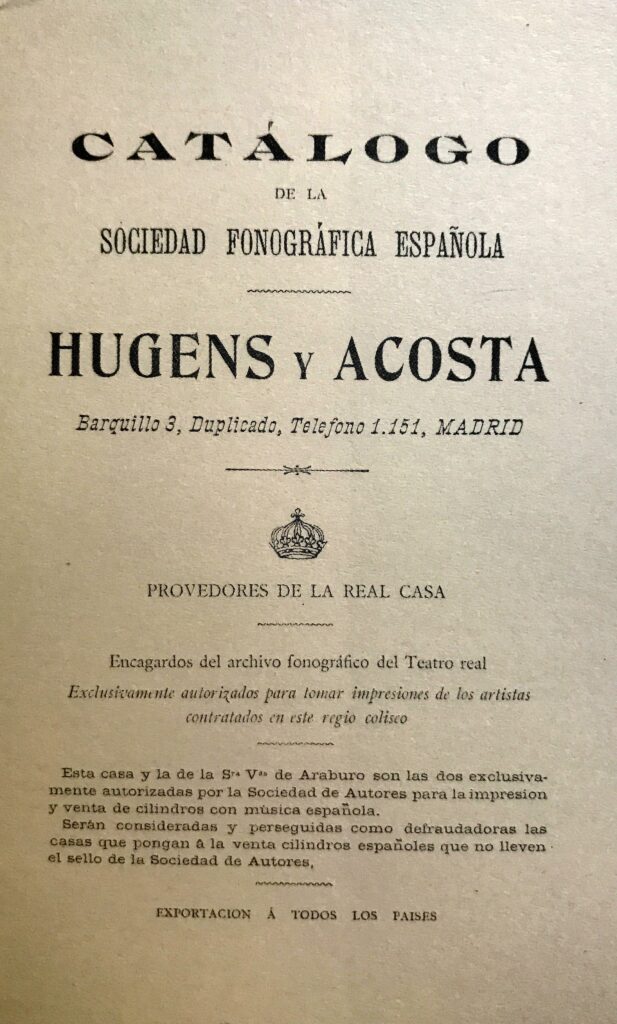 CATÁLOGO
DE LA
SOCIEDAD FONOGRÁFICA ESPAÑOLA
HUGENS Y ACOSTA
Barquillo 3, Duplicado, Telefono 1.151, MADRID
PROVEDORES DE LA REAL CASA
Encagardos del archivo fonográfico del Teatro real
Exclusivamente autorizados para tomar impresiones de los artistas
contratados en este regio coliseo
Esta casa y la de la Sra Vda de Araburo son las dos exclusiva-
mente autorizadas por la Sociedad de Autores para la impresion
y venta de cilindros con música española.
Serán consideradas y perseguidas como defraudadoras las
casas que pongan á la venta cilindros españoles que no lleven
el sello de la Sociedad de Autores,
EXPORTACION Á TODOS LOS PAISES